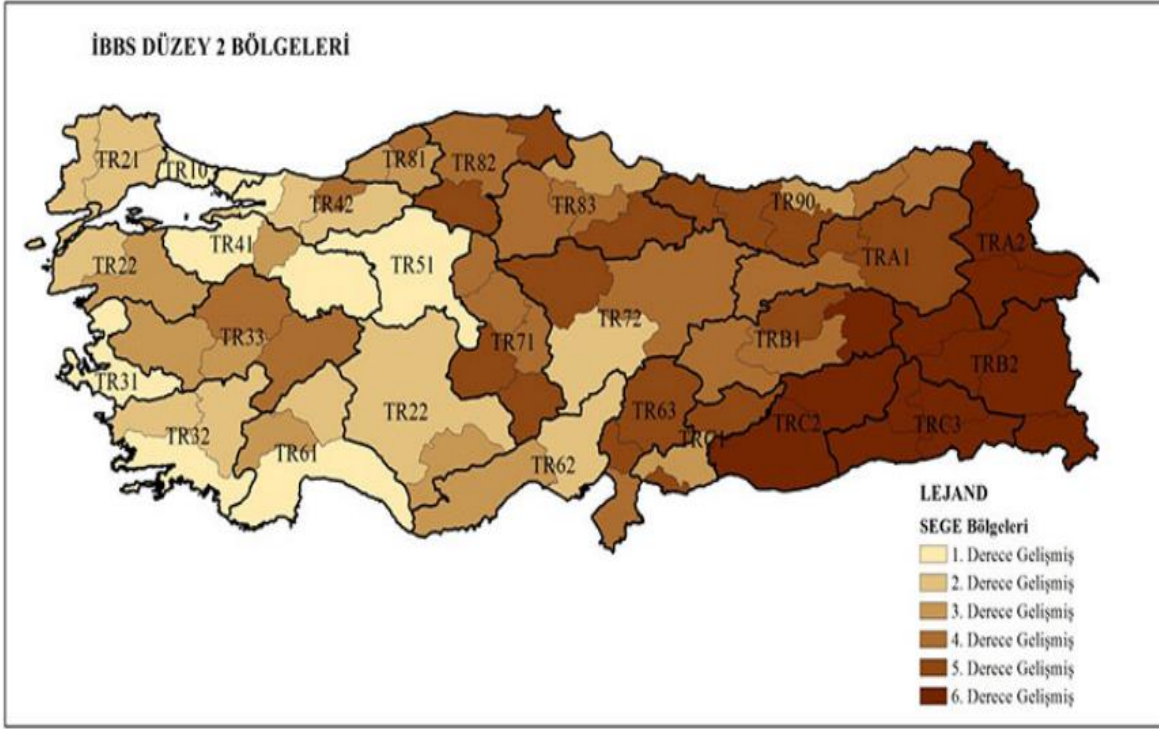 İBBS DÜZEY 2 BÖLGELERİ
TR21
TR10
TR81
TR82
TR42
TR83
TR90
TRA1
TRA2
TR41
TR22
TR51
TR33
TR72
TR71
TRB1
TRB2
TR31
TR32
TR61
TR22
TR62
TR63
TRC1
TRC2
TRC3
LEJAND
SEGE Bölgeleri
1. Derece Gelişmiş
2. Derece Gelişmiş
3. Derece Gelişmiş
4. Derece Gelişmiş
5. Derece Gelişmiş
6. Derece Gelişmiş